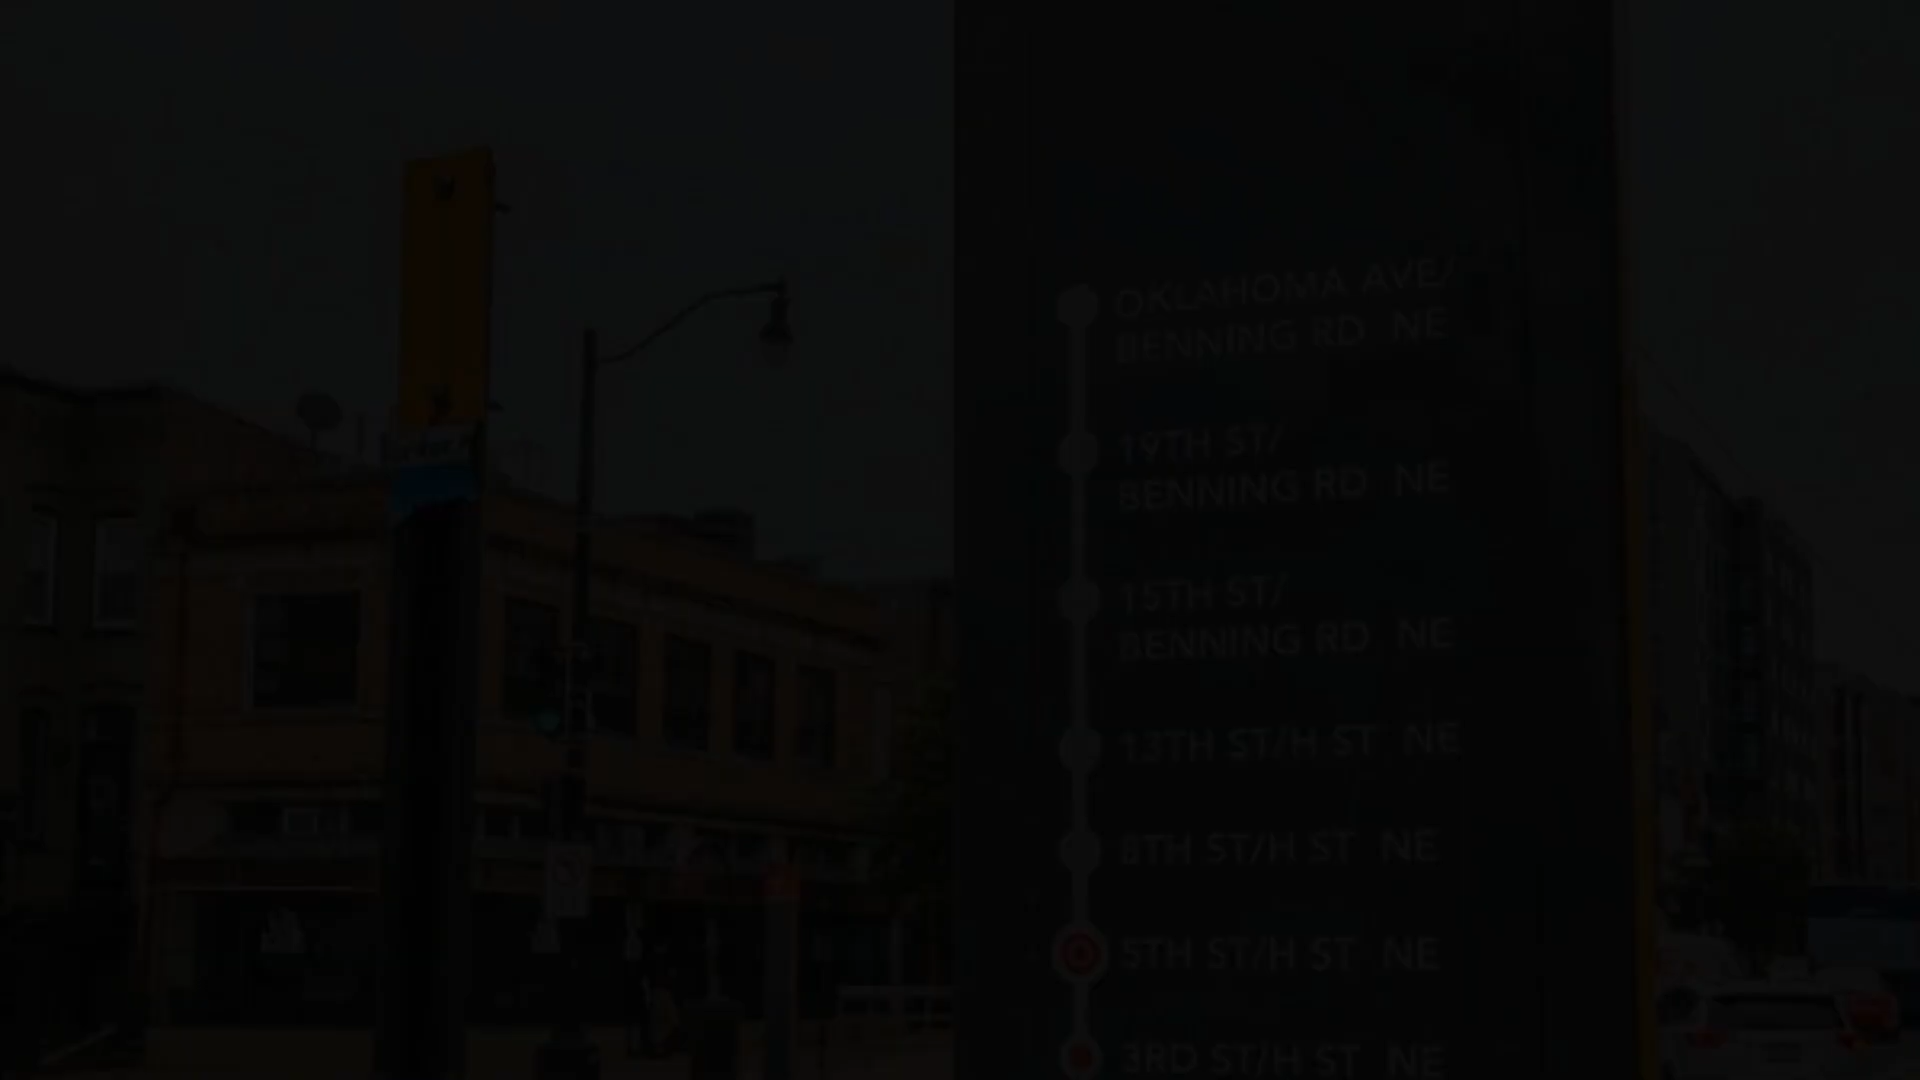 OKLAHOMA AVE/
BENNING RD NE
19TH ST/
BENNING RD NE
15TH ST/
BENNING RD NE
13TH ST/H ST NE
8TH ST/H ST NE
5TH ST/H ST NE
3RD ST/H ST NE